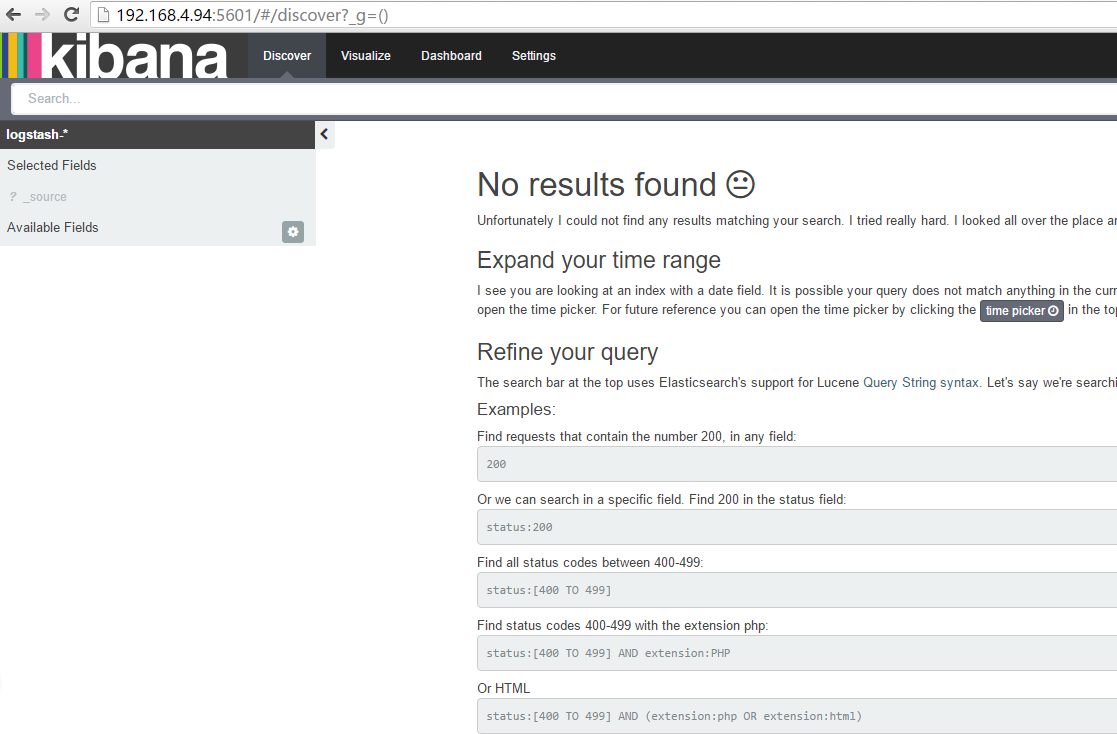 192.168.4.94:5601/#/discover?_g=()
kibana
Discover
Visualize
Dashboard
Settings
Search...
logstash-*
Selected Fields
? _source
Available Fields
No results found
Unfortunately I could not find any results matching your search. I tried really hard. I looked all over the place
Expand your time range
I see you are looking at an index with a date field. It is possible your query does not match anything in the
open the time picker. For future reference you can open the time picker by clicking the time picker in the
Refine your query
The search bar at the top uses Elasticsearch's support for Lucene Query String syntax. Let's say we're
Examples:
Find requests that contain the number 200, in any field:
200
Or we can search in a specific field. Find 200 in the status field:
status:200
Find all status codes between 400-499:
status:[400 TO 499]
Find status codes 400-499 with the extension php:
status:[400 TO 499] AND extension:PHP
Or HTML
status:[400 TO 499] AND (extension:php OR extension:html)